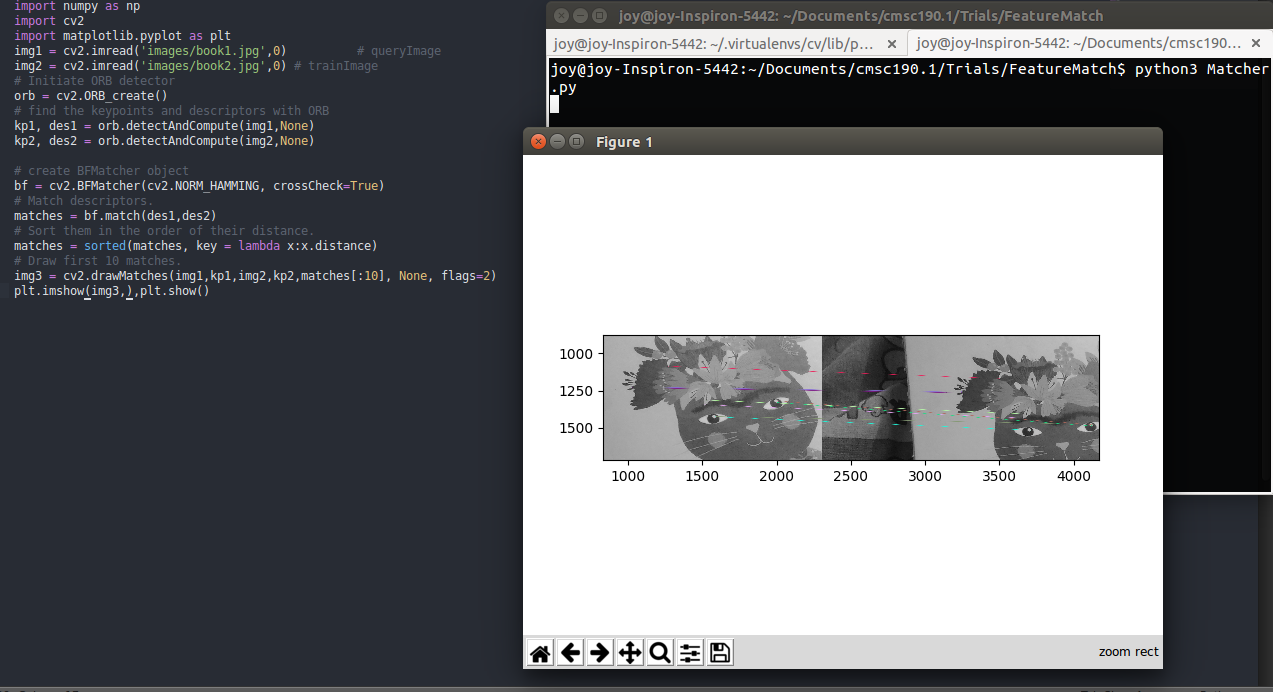 import numpy as np
import cv2
import matplotlib.pyplot as plt
img1 = cv2.imread('images/book1.jpg',0)          # queryImage
img2 = cv2.imread('images/book2.jpg',0) # trainImage
# Initiate ORB detector
orb = cv2.ORB_create()
# find the keypoints and descriptors with ORB
kp1, des1 = orb.detectAndCompute(img1,None)
kp2, des2 = orb.detectAndCompute(img2,None)
# create BFMatcher object
bf = cv2.BFMatcher(cv2.NORM_HAMMING, crossCheck=True)
# Match descriptors.
matches = bf.match(des1,des2)
# Sort them in the order of their distance.
matches = sorted(matches, key = lambda x:x.distance)
# Draw first 10 matches.
img3 = cv2.drawMatches(img1,kp1,img2,kp2,matches[:10], None, flags=2)
plt.imshow(img3,),plt.show()
joy@joy-Inspiron-5442: ~/Documents/cmsc190.1/Trials/FeatureMatch
joy@joy-Inspiron-5442: ~/.virtualenvs/cv/lib/p...
joy@joy-Inspiron-5442: ~/Documents/cmsc190...
joy@joy-Inspiron-5442:~/Documents/cmsc190.1/Trials/FeatureMatch$ python3 Matcher
.py
Figure 1
1000
1250
1500
1000 1500 2000 2500 3000 3500 4000
zoom rect